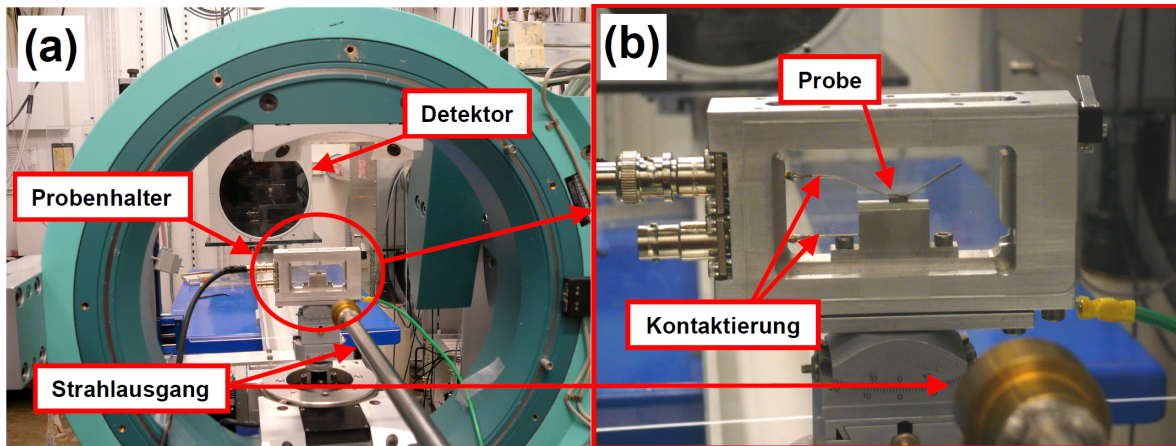 (a)
Detektor
Probenhalter
Strahlausgang
(b)
Probe
Kontaktierung